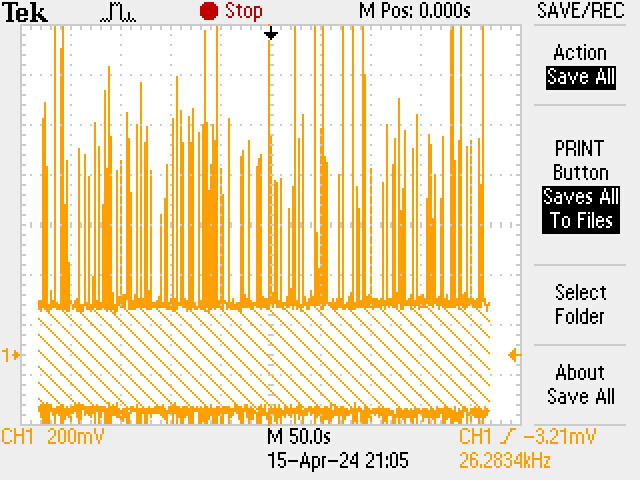 Tek Stop M Pos: 0.000s SAVE/REC
Action
Save All
PRINT
Button
Saves All
To Files
Select
Folder
About
Save All
1
CH1 200mV M 50.0s CH1 -3.21mV
15-Apr-24 21:05 26.2834kHz